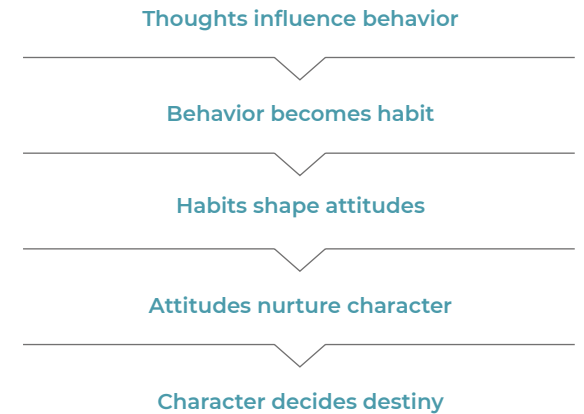 Thoughts influence behavior
Behavior becomes habit
Habits shape attitudes
Attitudes nurture character
Character decides destiny